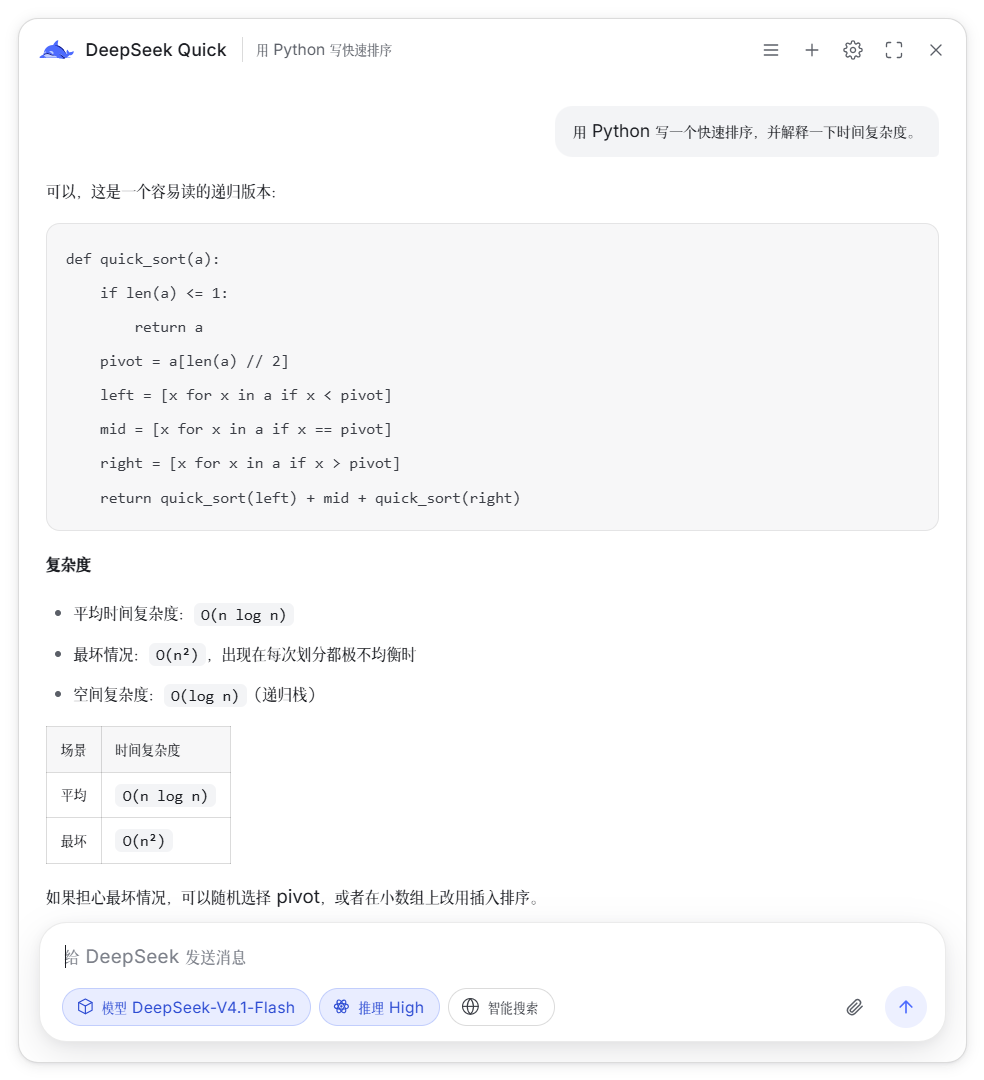 DeepSeek Quick 用 Python 写快速排序
用 Python 写一个快速排序，并解释一下时间复杂度。
可以，这是一个容易读的递归版本：
def quick_sort(a):
    if len(a) <= 1:
        return a
    pivot = a[len(a) // 2]
    left = [x for x in a if x < pivot]
    mid = [x for x in a if x == pivot]
    right = [x for x in a if x > pivot]
    return quick_sort(left) + mid + quick_sort(right)
复杂度
• 平均时间复杂度： O(n log n)
• 最坏情况： O(n²) ，出现在每次划分都极不均衡时
• 空间复杂度： O(log n) （递归栈）
场景 时间复杂度
平均 O(n log n)
最坏 O(n²)
如果担心最坏情况，可以随机选择 pivot，或者在小数组上改用插入排序。
给 DeepSeek 发送消息
模型 DeepSeek-V4.1-Flash 推理 High 智能搜索